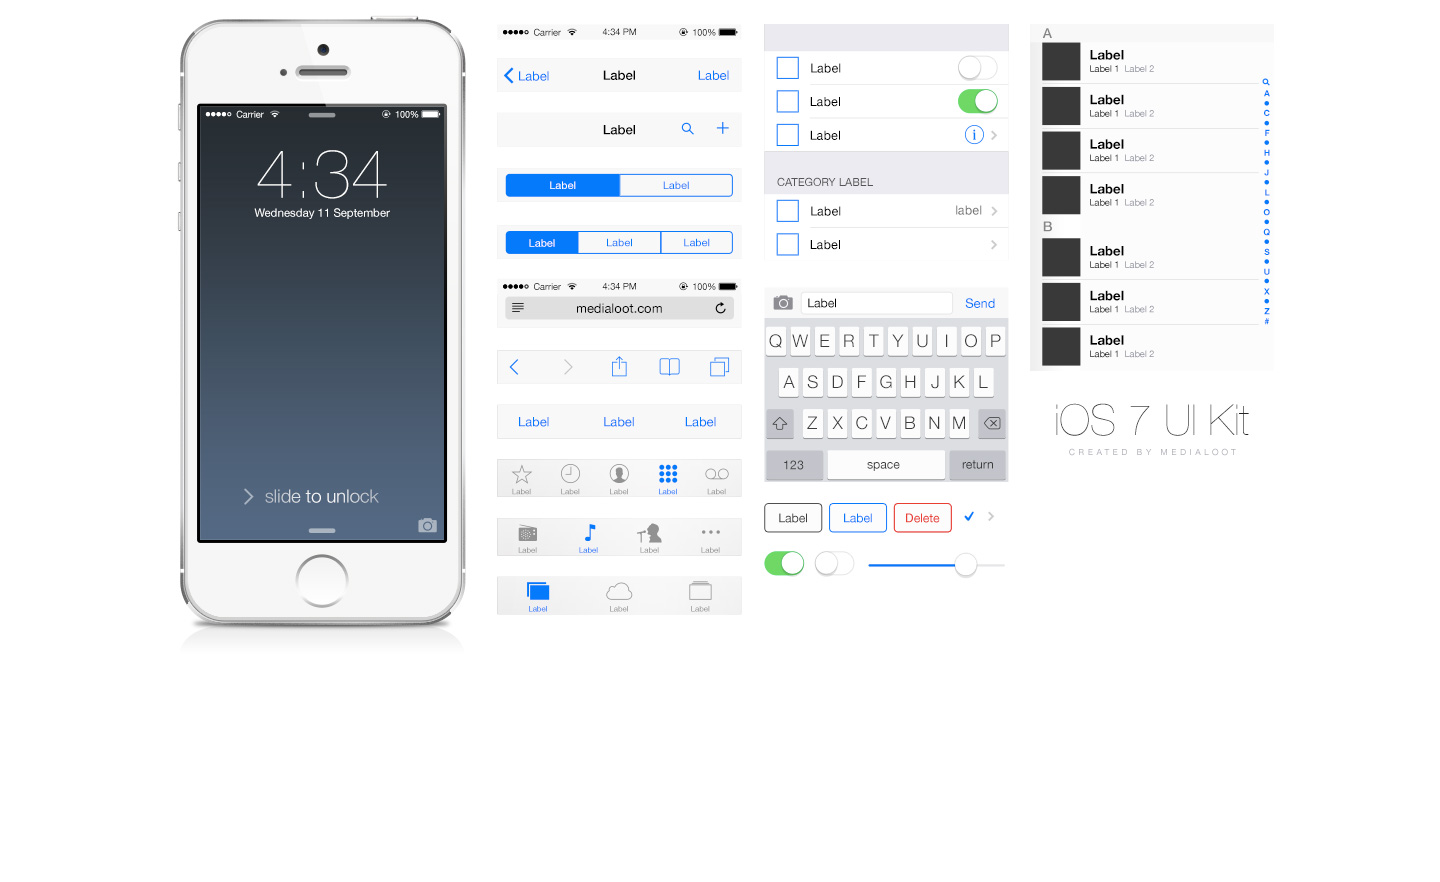 Carrier 100%
4:34
Wednesday 11 September
slide to unlock
Carrier 4:34 PM 100%
Label Label Label
Label
Label Label
Label Label Label
Carrier 4:34 PM 100%
medialoot.com
Label Label Label
Label Label Label Label Label
Label Label Label Label
Label Label Label
Label
Label
Label
CATEGORY LABEL
Label label
Label
Label Send
Q W E R T Y U I O P
A S D F G H J K L
Z X C V B N M
123 space return
Label Label Delete
A
Label
Label 1 Label 2
Label
Label 1 Label 2
Label
Label 1 Label 2
Label
Label 1 Label 2
B
Label
Label 1 Label 2
Label
Label 1 Label 2
Label
Label 1 Label 2
A
C
F
H
J
L
O
Q
S
U
X
Z
#
iOS 7 UI Kit
CREATED BY MEDIALOOT